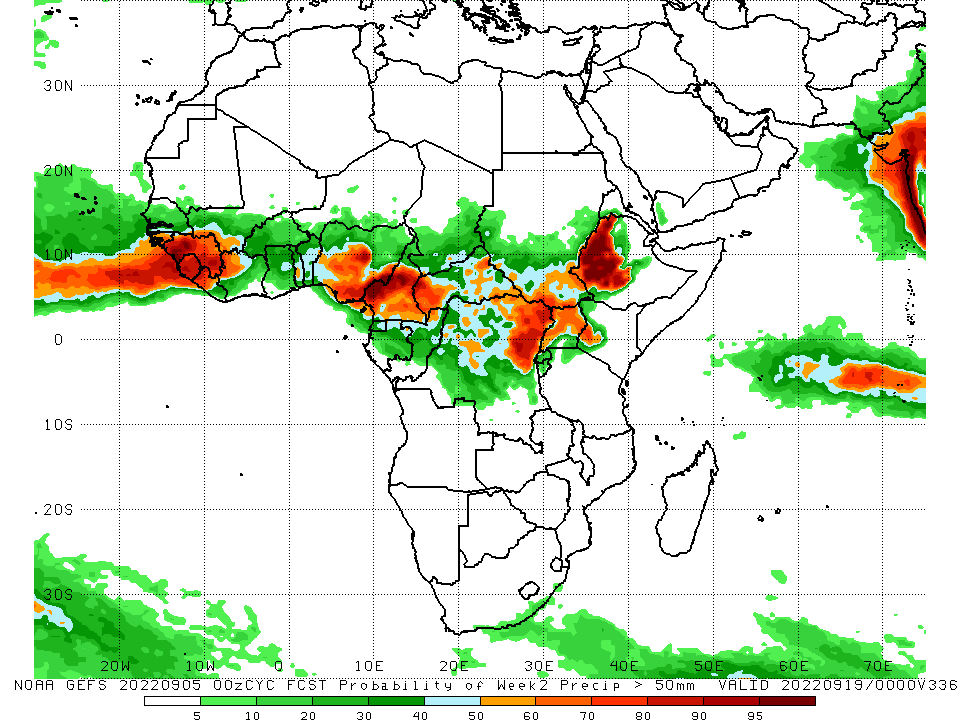 30N
20N
10N
0
10S
20S
30S
20W 10W 0 10E 20E 30E 40E 50E 60E 70E
NOAA GEFS 20220905 00zCYC FCST Probability of Week2 Precip > 50mm VALID 20220919/0000V336
5 10 20 30 40 50 60 70 80 90 95